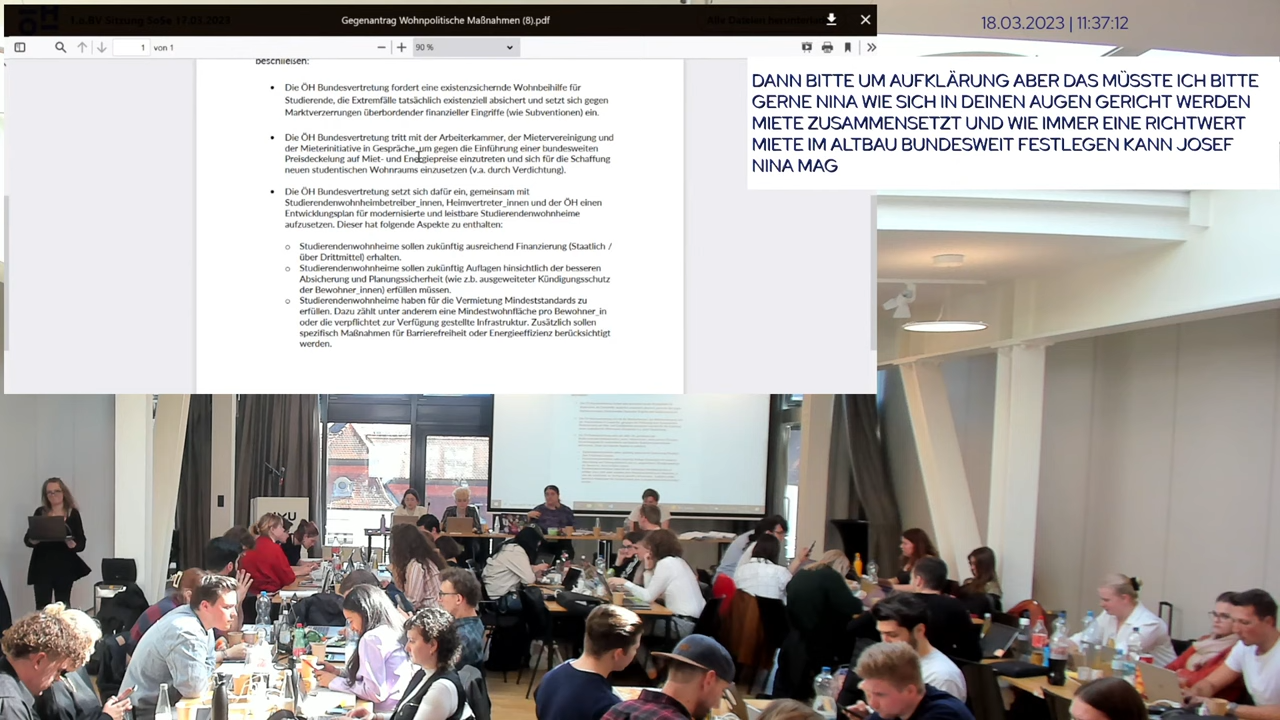 1.a.BV Sitzung SoSe 17.03.2023
Gegenantrag Wohnpolitische Maßnahmen (8).pdf
Alle Dateien herunterladen
18.03.2023 | 11:37:12
1
von 1
90 %
beschließen:
• Die ÖH Bundesvertretung fordert eine existenzsichernde Wohnbeihilfe für
Studierende, die Extremfälle tatsächlich existenziell absichert und setzt sich gegen
Marktverzerrungen überbordender finanzieller Eingriffe (wie Subventionen) ein.
• Die ÖH Bundesvertretung tritt mit der Arbeiterkammer, der Mietervereinigung und
der Mieterinitiative in Gespräche, um gegen die Einführung einer bundesweiten
Preisdeckelung auf Miet- und Energiepreise einzutreten und sich für die Schaffung
neuen studentischen Wohnraums einzusetzen (v.a. durch Verdichtung).
• Die ÖH Bundesvertretung setzt sich dafür ein, gemeinsam mit
Studierendenwohnheimbetreiber_innen, Heimvertreter_innen und der ÖH einen
Entwicklungsplan für modernisierte und leistbare Studierendenwohnheime
aufzusetzen. Dieser hat folgende Aspekte zu enthalten:
o Studierendenwohnheime sollen zukünftig ausreichend Finanzierung (Staatlich /
über Drittmittel) erhalten.
o Studierendenwohnheime sollen zukünftig Auflagen hinsichtlich der besseren
Absicherung und Planungssicherheit (wie z.b. ausgeweiteter Kündigungsschutz
der Bewohner_innen) erfüllen müssen.
o Studierendenwohnheime haben für die Vermietung Mindeststandards zu
erfüllen. Dazu zählt unter anderem eine Mindestwohnfläche pro Bewohner_in
oder die verpflichtet zur Verfügung gestellte Infrastruktur. Zusätzlich sollen
spezifisch Maßnahmen für Barrierefreiheit oder Energieeffizienz berücksichtigt
werden.
DANN BITTE UM AUFKLÄRUNG ABER DAS MÜSSTE ICH BITTE
GERNE NINA WIE SICH IN DEINEN AUGEN GERICHT WERDEN
MIETE ZUSAMMENSETZT UND WIE IMMER EINE RICHTWERT
MIETE IM ALTBAU BUNDESWEIT FESTLEGEN KANN JOSEF
NINA MAG